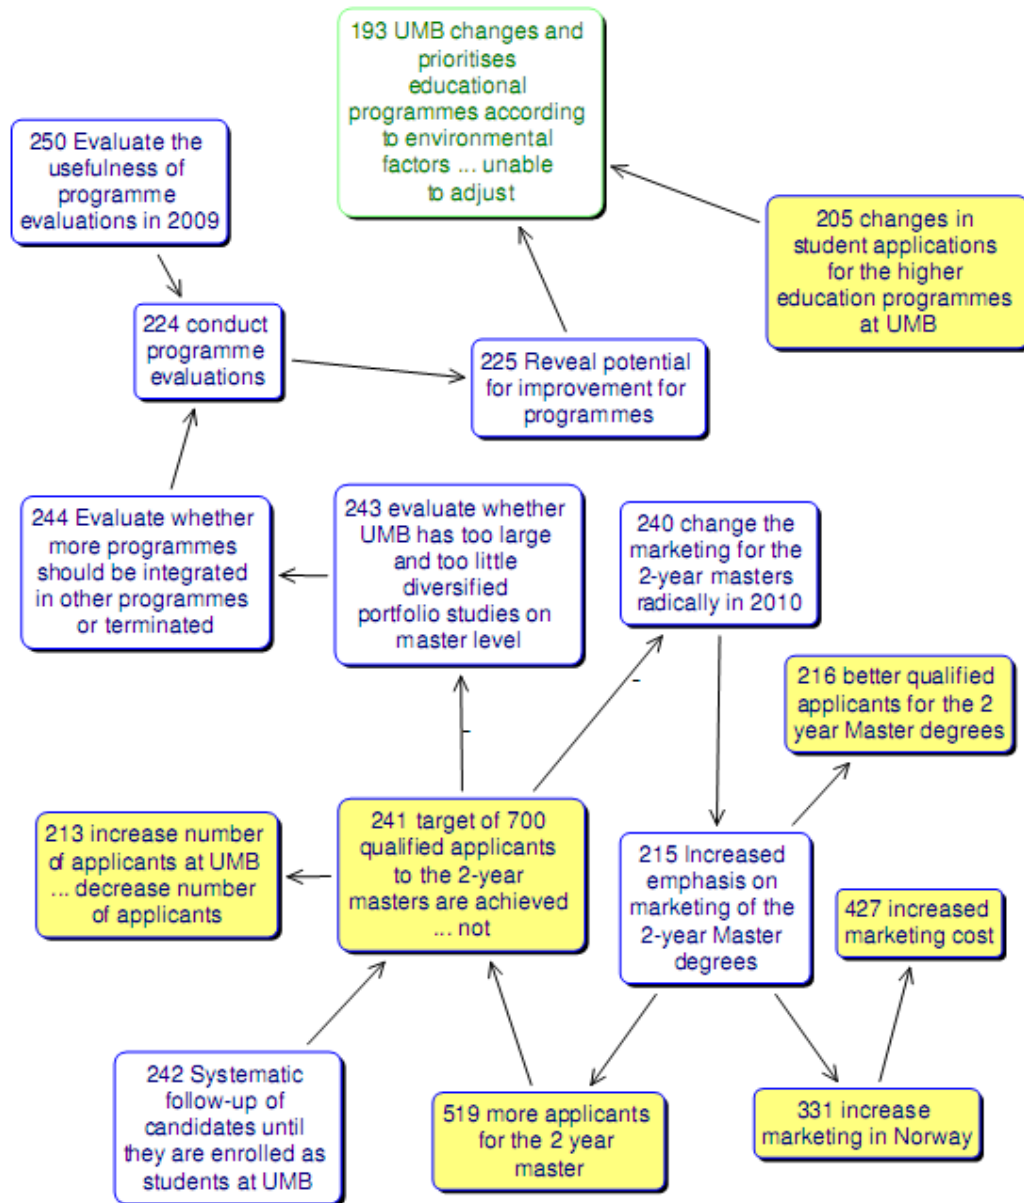 193 UMB changes and
prioritises
educational
programmes according
to environmental
factors ... unable
to adjust
250 Evaluate the
usefulness of
programme
evaluations in 2009
205 changes in
student applications
for the higher
education programmes
at UMB
224 conduct
programme
evaluations
225 Reveal potential
for improvement for
programmes
244 Evaluate whether
more programmes
should be integrated
in other programmes
or terminated
243 evaluate whether
UMB has too large
and too little
diversified
portfolio studies on
master level
240 change the
marketing for the
2-year masters
radically in 2010
216 better qualified
applicants for the 2
year Master degrees
-
-
213 increase number
of applicants at UMB
... decrease number
of applicants
241 target of 700
qualified applicants
to the 2-year
masters are achieved
... not
215 Increased
emphasis on
marketing of the
2-year Master
degrees
427 increased
marketing cost
242 Systematic
follow-up of
candidates until
they are enrolled as
students at UMB
519 more applicants
for the 2 year
master
331 increase
marketing in Norway